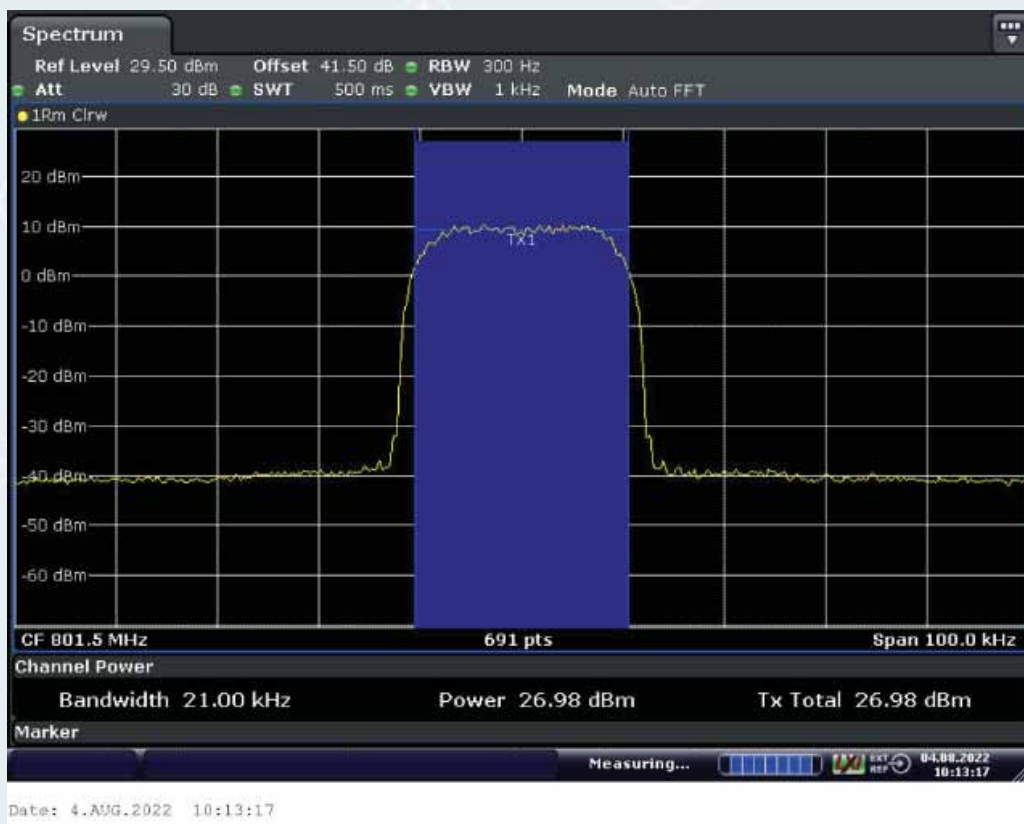 Spectrum
Ref Level 29.50 dBm Offset 41.50 dB RBW 300 Hz
Att 30 dB SWT 500 ms VBW 1 kHz Mode Auto FFT
1Rm Clrw
20 dBm
10 dBm
TX1
0 dBm
-10 dBm
-20 dBm
-30 dBm
-40 dBm
-50 dBm
-60 dBm
CF 801.5 MHz 691 pts Span 100.0 kHz
Channel Power
Bandwidth 21.00 kHz Power 26.98 dBm Tx Total 26.98 dBm
Marker
Measuring... LXI EXT REF 04.08.2022
10:13:17
Date: 4.AUG.2022 10:13:17